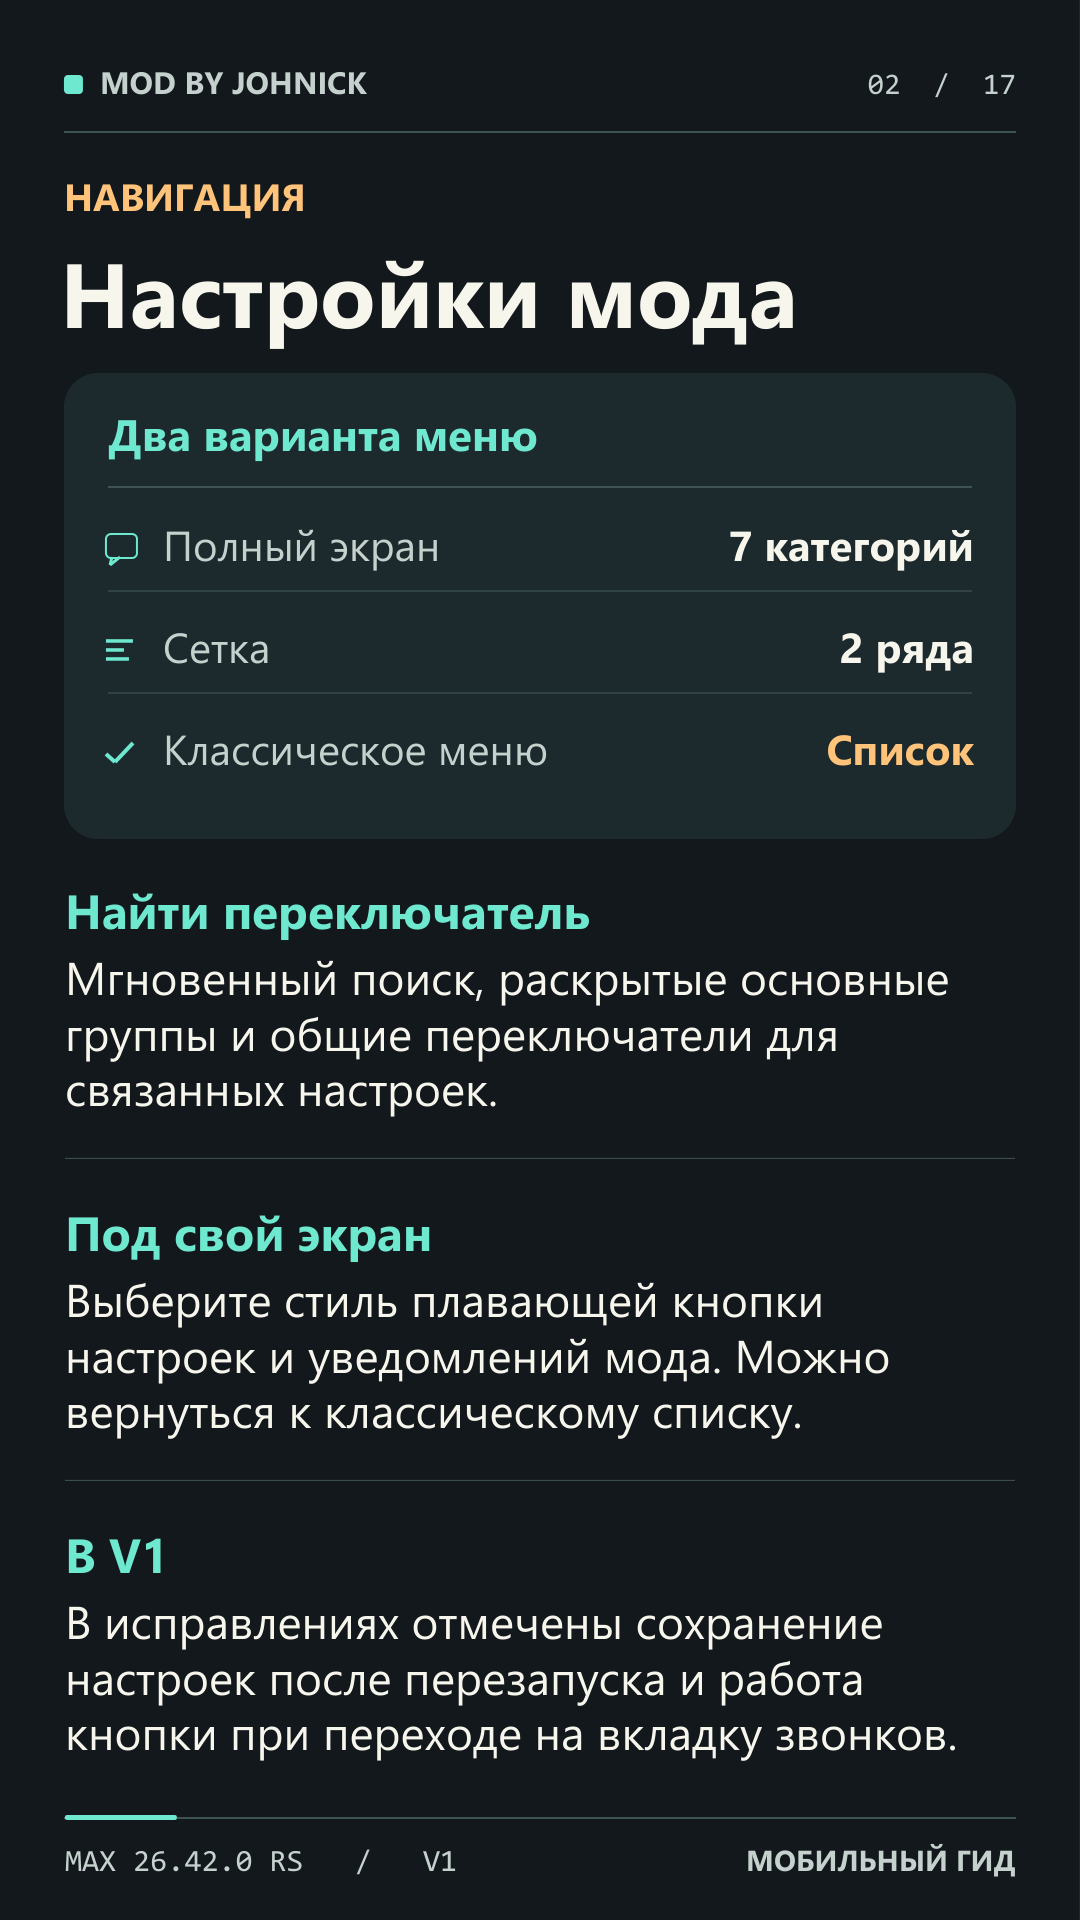 MOD BY JOHNICK
02 / 17
НАВИГАЦИЯ
Настройки мода
Два варианта меню
Полный экран 7 категорий
Сетка 2 ряда
Классическое меню Список
Найти переключатель
Мгновенный поиск, раскрытые основные
группы и общие переключатели для
связанных настроек.
Под свой экран
Выберите стиль плавающей кнопки
настроек и уведомлений мода. Можно
вернуться к классическому списку.
В V1
В исправлениях отмечены сохранение
настроек после перезапуска и работа
кнопки при переходе на вкладку звонков.
MAX 26.42.0 RS / V1
МОБИЛЬНЫЙ ГИД